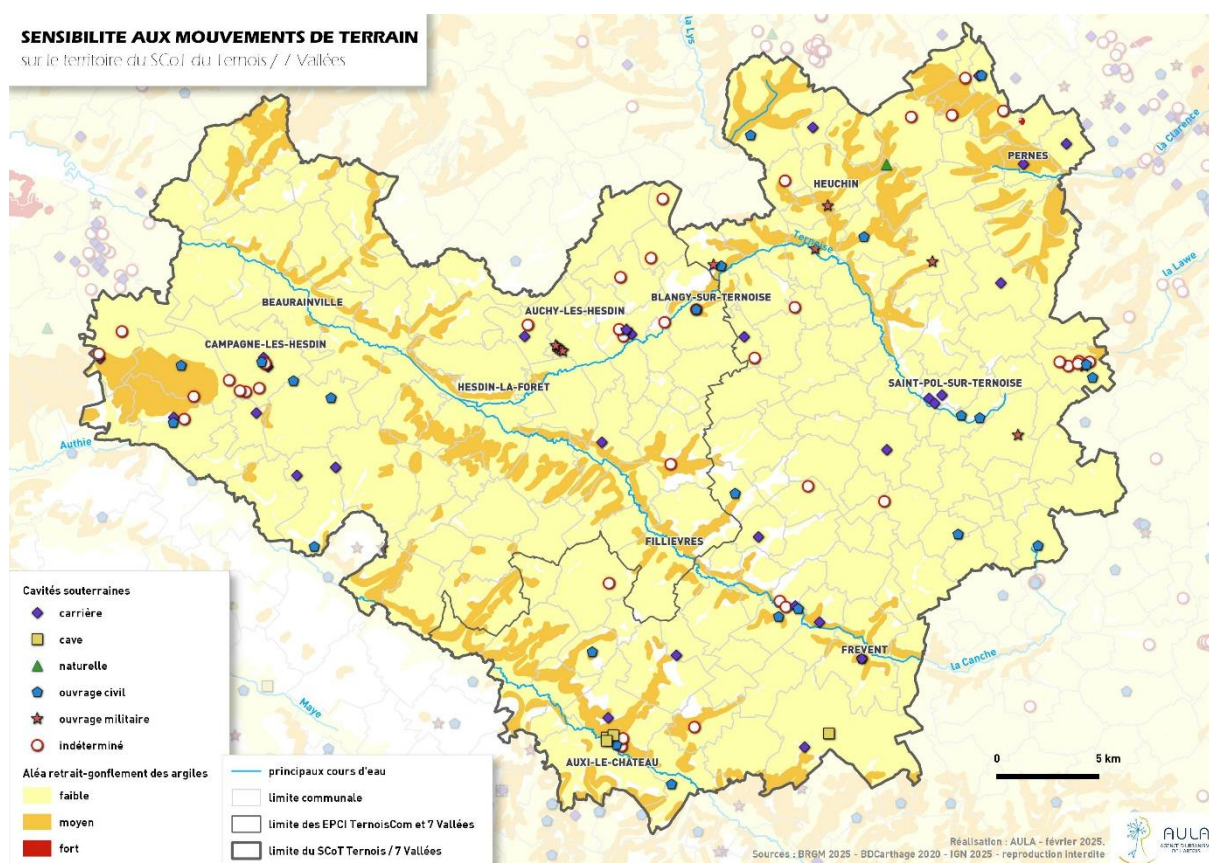 SENSIBILITE AUX MOUVEMENTS DE TERRAIN
sur le territoire du SCoT du Ternois / 7 Vallées
la Lys
la Clarence
PERNES
HEUCHIN
Ternoise
la Lawe
BEAURAINVILLE
AUCHY-LES-HESDIN
BLANGY-SUR-TERNOISE
CAMPAGNE-LES-HESDIN
HESDIN-LA-FORET
SAINT-POL-SUR-TERNOISE
Authie
FILLIEVRES
FREVENT
la Canche
Maye
AUXI-LE-CHÂTEAU
Cavités souterraines
carrière
cave
naturelle
ouvrage civil
ouvrage militaire
indéterminé
Aléa retrait-gonflement des argiles
faible
moyen
fort
principaux cours d'eau
limite communale
limite des EPCI TernoisCom et 7 Vallées
limite du SCoT Ternois / 7 Vallées
0 5 km
Réalisation : AULA - février 2025.
Sources : BRGM 2025 - BDCarthage 2020 - IGN 2025 - reproduction interdite
AULA
AGENCE D'URBANISME
DE L'ARTOIS